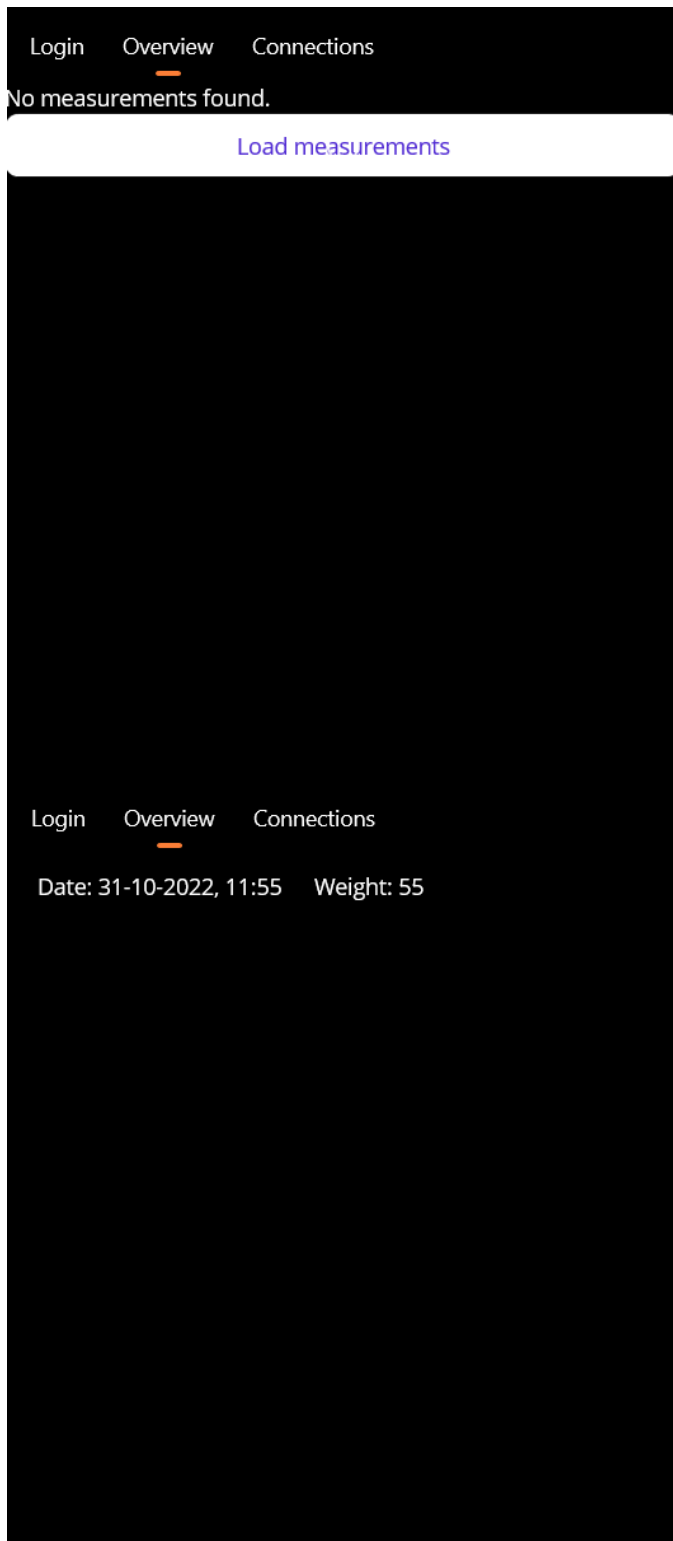 Login Overview Connections
No measurements found.
Load measurements
Login Overview Connections
Date: 31-10-2022, 11:55 Weight: 55